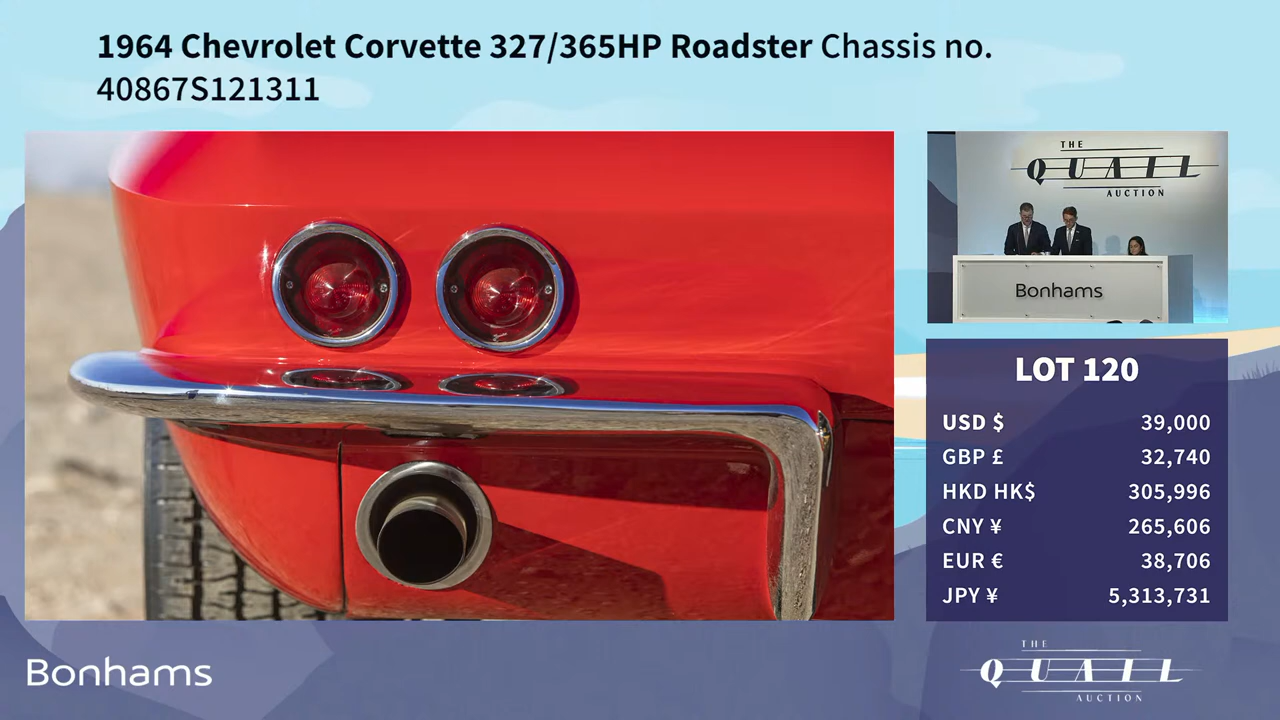 1964 Chevrolet Corvette 327/365HP Roadster Chassis no.
40867S121311
THE
QUAIL
AUCTION
Bonhams
LOT 120
USD $ 39,000
GBP £ 32,740
HKD HK$ 305,996
CNY ¥ 265,606
EUR € 38,706
JPY ¥ 5,313,731
Bonhams
THE
QUAIL
AUCTION